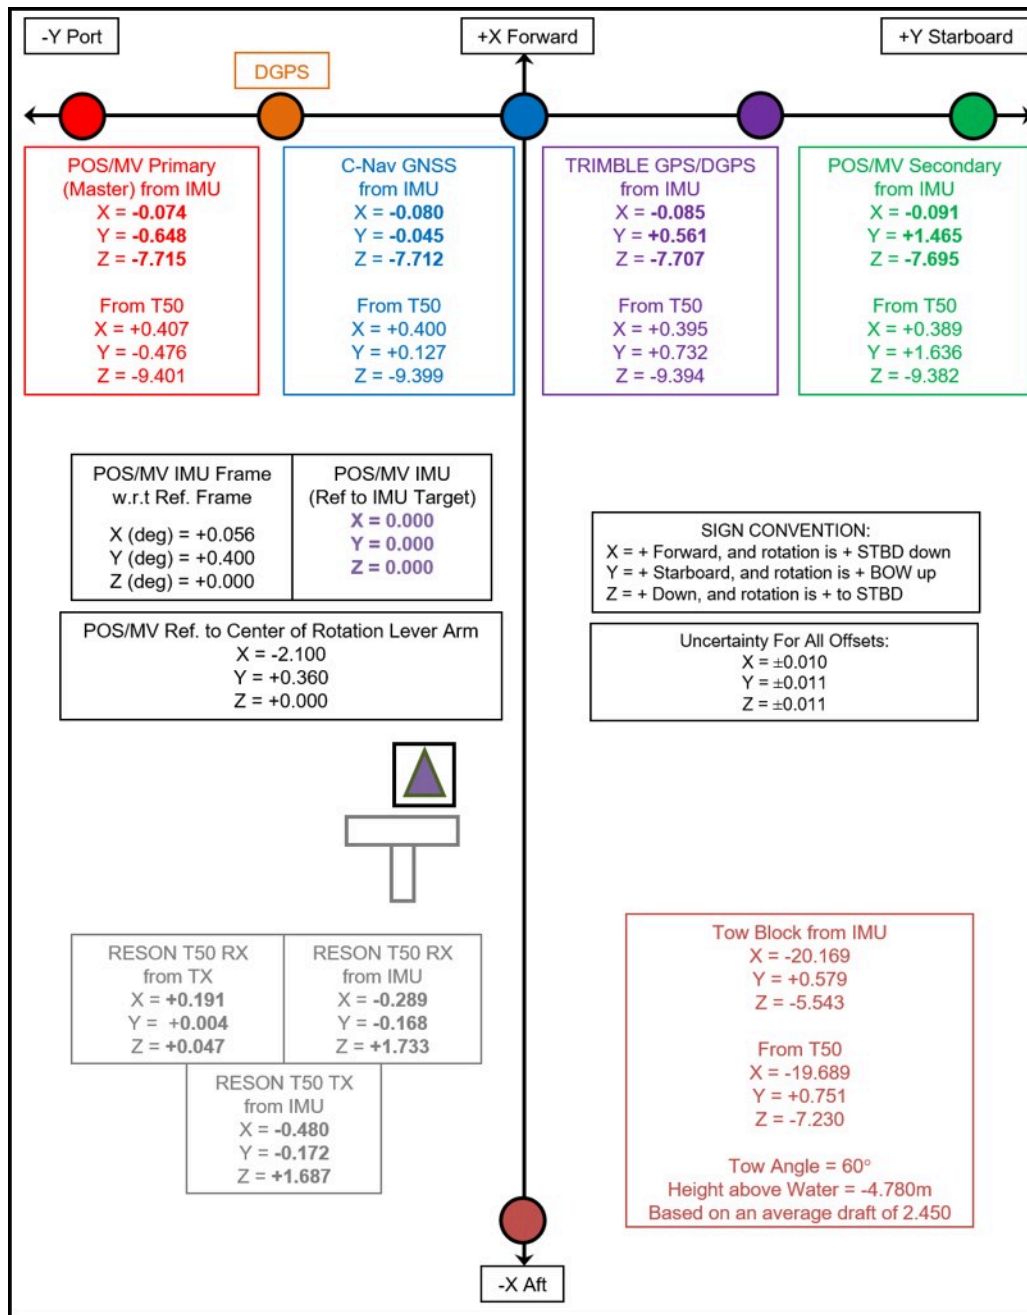 -Y Port
+X Forward
+Y Starboard
DGPS
POS/MV Primary
(Master) from IMU
X = -0.074
Y = -0.648
Z = -7.715
From T50
X = +0.407
Y = -0.476
Z = -9.401
C-Nav GNSS
from IMU
X = -0.080
Y = -0.045
Z = -7.712
From T50
X = +0.400
Y = +0.127
Z = -9.399
TRIMBLE GPS/DGPS
from IMU
X = -0.085
Y = +0.561
Z = -7.707
From T50
X = +0.395
Y = +0.732
Z = -9.394
POS/MV Secondary
from IMU
X = -0.091
Y = +1.465
Z = -7.695
From T50
X = +0.389
Y = +1.636
Z = -9.382
POS/MV IMU Frame
w.r.t Ref. Frame
X (deg) = +0.056
Y (deg) = +0.400
Z (deg) = +0.000
POS/MV IMU
(Ref to IMU Target)
X = 0.000
Y = 0.000
Z = 0.000
SIGN CONVENTION:
X = + Forward, and rotation is + STBD down
Y = + Starboard, and rotation is + BOW up
Z = + Down, and rotation is + to STBD
POS/MV Ref. to Center of Rotation Lever Arm
X = -2.100
Y = +0.360
Z = +0.000
Uncertainty For All Offsets:
X = ±0.010
Y = ±0.011
Z = ±0.011
RESON T50 RX
from TX
X = +0.191
Y = +0.004
Z = +0.047
RESON T50 RX
from IMU
X = -0.289
Y = -0.168
Z = +1.733
RESON T50 TX
from IMU
X = -0.480
Y = -0.172
Z = +1.687
Tow Block from IMU
X = -20.169
Y = +0.579
Z = -5.543
From T50
X = -19.689
Y = +0.751
Z = -7.230
Tow Angle = 60°
Height above Water = -4.780m
Based on an average draft of 2.450
-X Aft